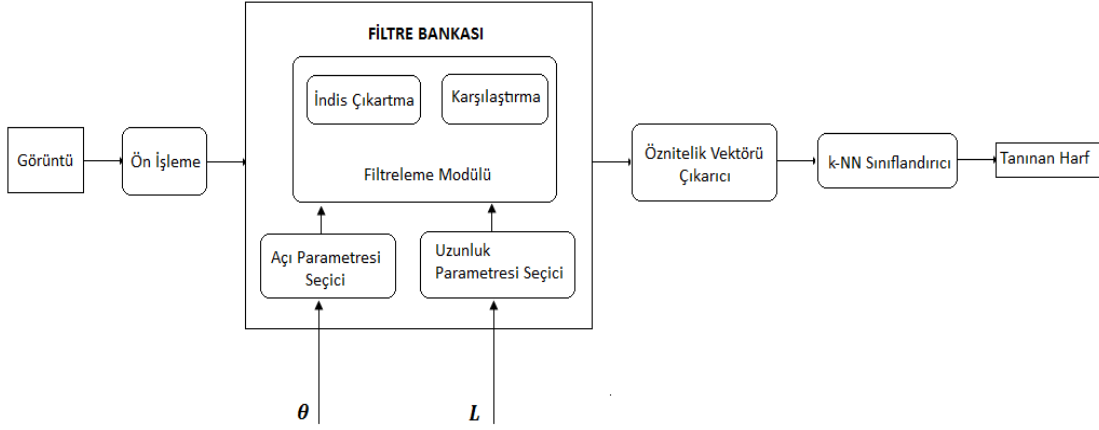 FİLTRE BANKASI
İndis Çıkartma
Karşılaştırma
Filtreleme Modülü
Görüntü
Ön İşleme
Açı Parametresi
Seçici
Uzunluk
Parametresi Seçici
Öznitelik Vektörü
Çıkarıcı
k-NN Sınıflandırıcı
Tanınan Harf
θ
L